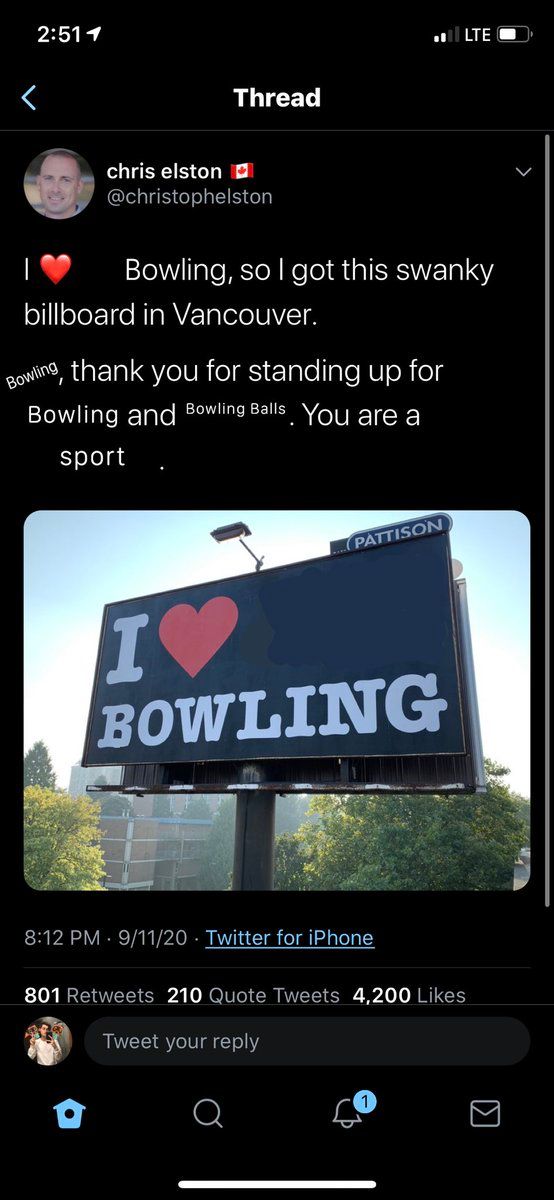 2:51
LTE
Thread
chris elston 🇨🇦
@christophelston
I ❤️ Bowling, so I got this swanky
billboard in Vancouver.
Bowling, thank you for standing up for
Bowling and Bowling Balls. You are a
sport .
PATTISON
I ❤️
BOWLING
8:12 PM · 9/11/20 · Twitter for iPhone
801 Retweets 210 Quote Tweets 4,200 Likes
Tweet your reply
1